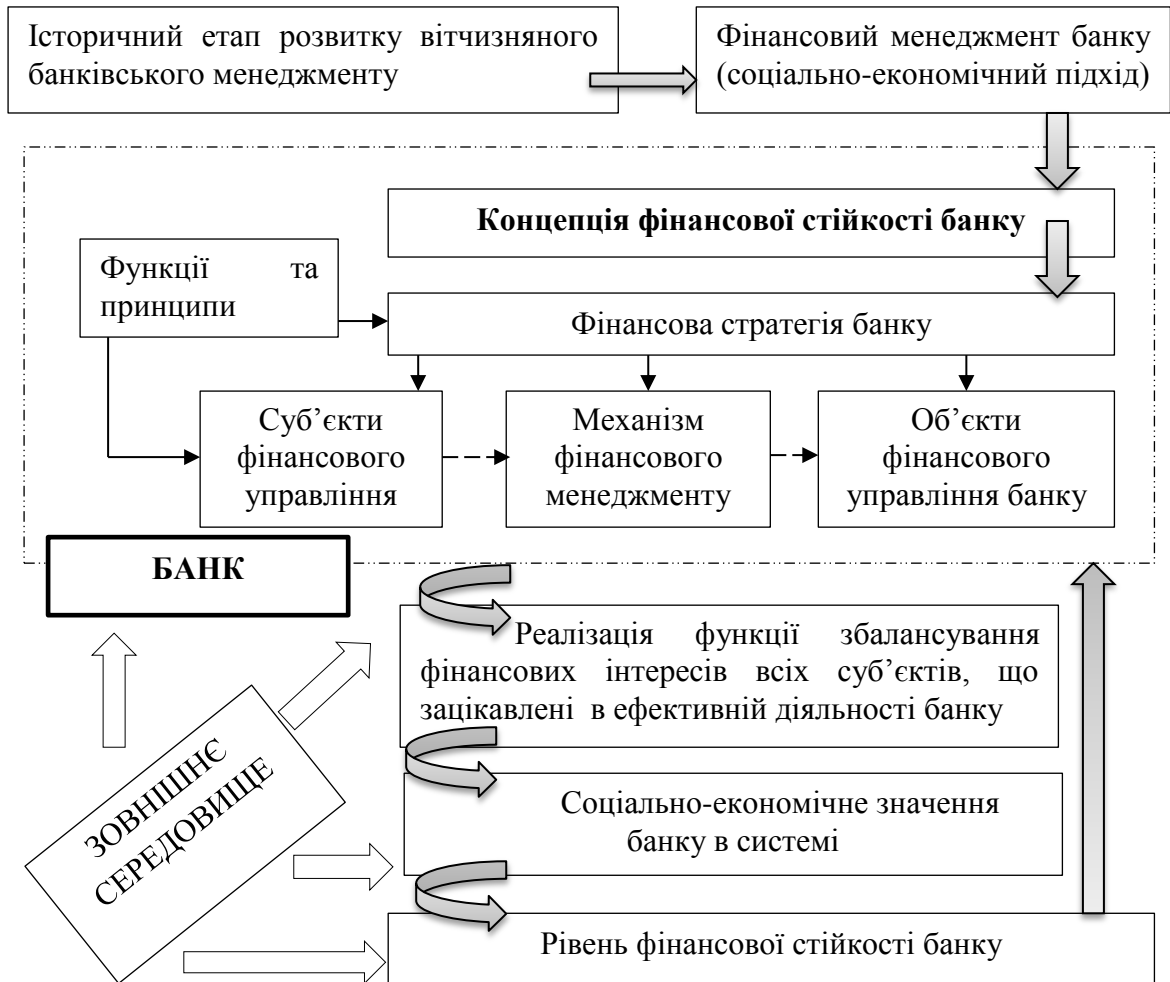 Історичний етап розвитку вітчизняного
банківського менеджменту
Фінансовий менеджмент банку
(соціально-економічний підхід)
Концепція фінансової стійкості банку
Функції та
принципи
Фінансова стратегія банку
Суб’єкти
фінансового
управління
Механізм
фінансового
менеджменту
Об’єкти
фінансового
управління банку
БАНК
Реалізація функції збалансування
фінансових інтересів всіх суб’єктів, що
зацікавлені в ефективній діяльності банку
ЗОВНІШНЄ
СЕРЕДОВИЩЕ
Соціально-економічне значення
банку в системі
Рівень фінансової стійкості банку